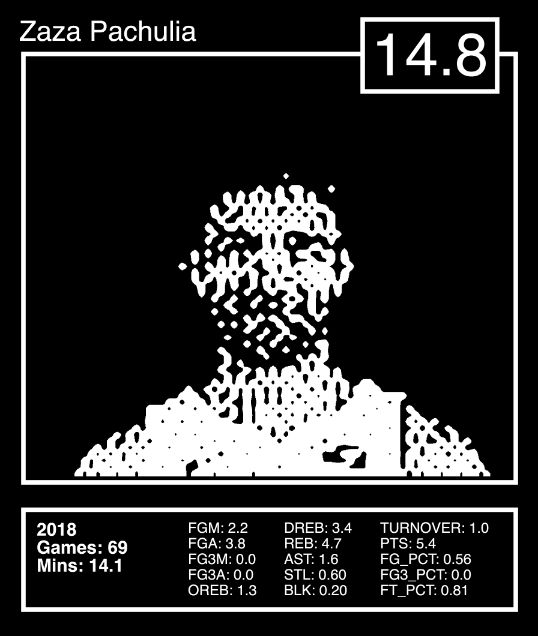 Zaza Pachulia
14.8
2018
Games: 69
Mins: 14.1
FGM: 2.2
FGA: 3.8
FG3M: 0.0
FG3A: 0.0
OREB: 1.3
DREB: 3.4
REB: 4.7
AST: 1.6
STL: 0.60
BLK: 0.20
TURNOVER: 1.0
PTS: 5.4
FG_PCT: 0.56
FG3_PCT: 0.0
FT_PCT: 0.81